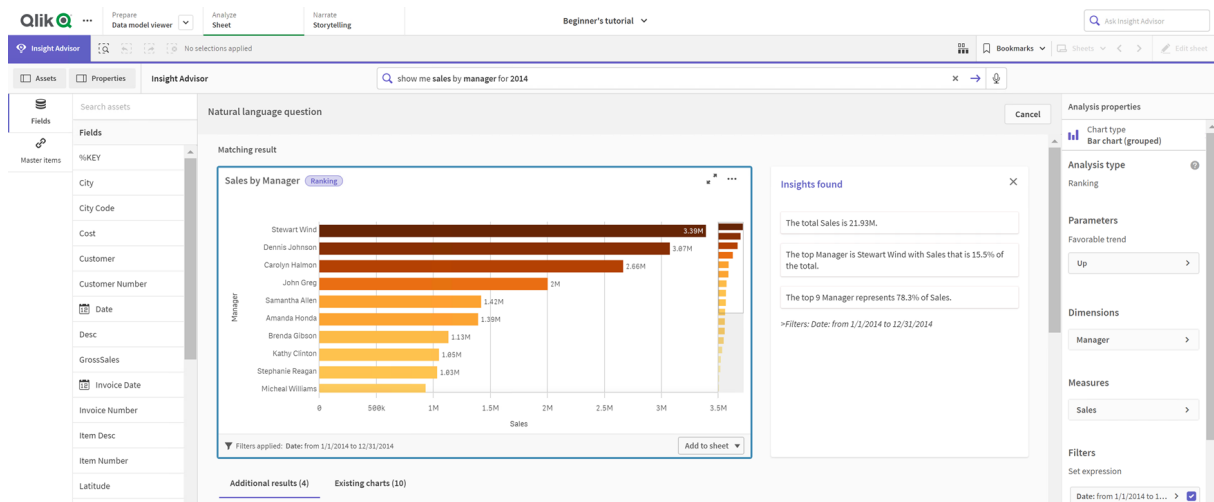 Qlik
Prepare
Data model viewer
Analyze
Sheet
Narrate
Storytelling
Beginner's tutorial
Ask Insight Advisor
Insight Advisor
No selections applied
Bookmarks
Sheets
Edit sheet
Assets
Properties
Insight Advisor
show me sales by manager for 2014
Fields
Master items
Search assets
Fields
%KEY
City
City Code
Cost
Customer
Customer Number
Date
Desc
GrossSales
Invoice Date
Invoice Number
Item Desc
Item Number
Latitude
Natural language question
Cancel
Matching result
Sales by Manager Ranking
Manager
Stewart Wind 3.39M
Dennis Johnson 3.07M
Carolyn Halmon 2.66M
John Greg 2M
Samantha Allen 1.42M
Amanda Honda 1.39M
Brenda Gibson 1.13M
Kathy Clinton 1.05M
Stephanie Reagan 1.03M
Micheal Williams
0 500k 1M 1.5M 2M 2.5M 3M 3.5M
Sales
Filters applied: Date: from 1/1/2014 to 12/31/2014
Add to sheet
Insights found
The total Sales is 21.93M.
The top Manager is Stewart Wind with Sales that is 15.5% of
the total.
The top 9 Manager represents 78.3% of Sales.
>Filters: Date: from 1/1/2014 to 12/31/2014
Additional results (4)
Existing charts (10)
Analysis properties
Chart type
Bar chart (grouped)
Analysis type
Ranking
Parameters
Favorable trend
Up
Dimensions
Manager
Measures
Sales
Filters
Set expression
Date: from 1/1/2014 to 1...